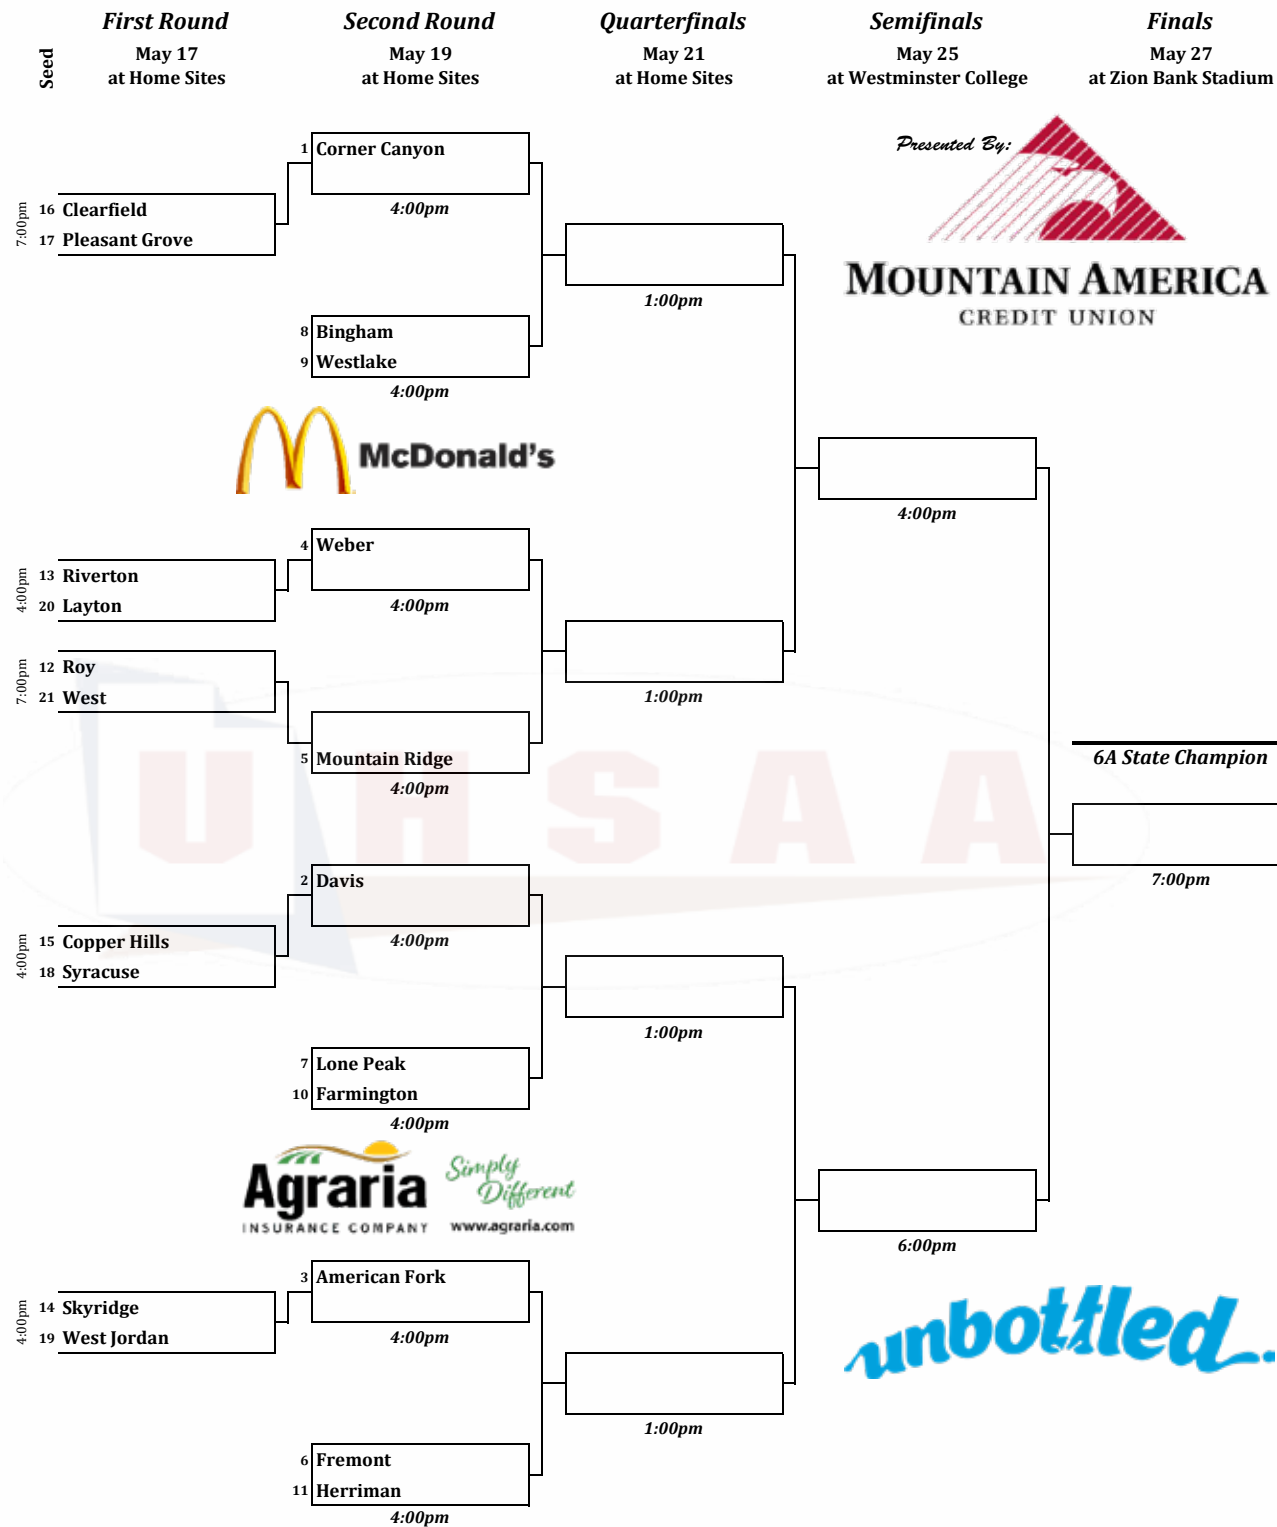 First Round
Second Round
Quarterfinals
Semifinals
Finals
Seed
May 17
at Home Sites
May 19
at Home Sites
May 21
at Home Sites
May 25
at Westminster College
May 27
at Zion Bank Stadium
Presented By:
MOUNTAIN AMERICA
CREDIT UNION
1 Corner Canyon
4:00pm
7:00pm
16 Clearfield
17 Pleasant Grove
1:00pm
8 Bingham
9 Westlake
4:00pm
McDonald's
4:00pm
4 Weber
4:00pm
4:00pm
13 Riverton
20 Layton
7:00pm
12 Roy
21 West
1:00pm
5 Mountain Ridge
4:00pm
UHSAA
6A State Champion
7:00pm
2 Davis
4:00pm
4:00pm
15 Copper Hills
18 Syracuse
1:00pm
7 Lone Peak
10 Farmington
4:00pm
Agraria
INSURANCE COMPANY
Simply
Different
www.agraria.com
6:00pm
3 American Fork
4:00pm
4:00pm
14 Skyridge
19 West Jordan
unbottled..
1:00pm
6 Fremont
11 Herriman
4:00pm